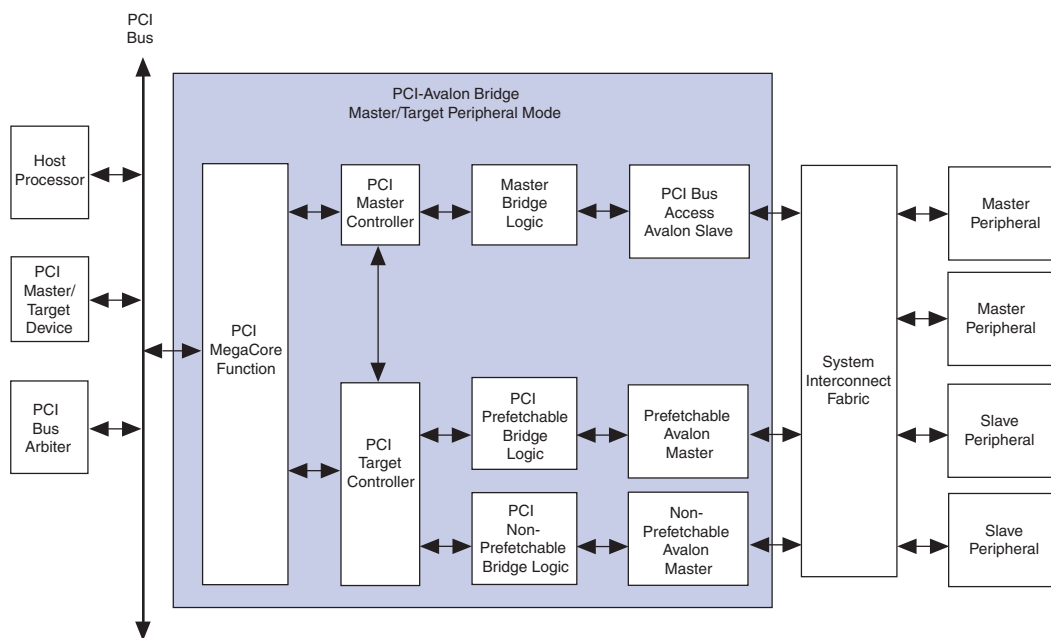 PCI
Bus
PCI-Avalon Bridge
Master/Target Peripheral Mode
Host
Processor
PCI
Master/
Target
Device
PCI
Bus
Arbiter
PCI
MegaCore
Function
PCI
Master
Controller
Master
Bridge
Logic
PCI Bus
Access
Avalon Slave
PCI
Target
Controller
PCI
Prefetchable
Bridge
Logic
Prefetchable
Avalon
Master
PCI
Non-
Prefetchable
Bridge Logic
Non-
Prefetchable
Avalon
Master
System
Interconnect
Fabric
Master
Peripheral
Master
Peripheral
Slave
Peripheral
Slave
Peripheral